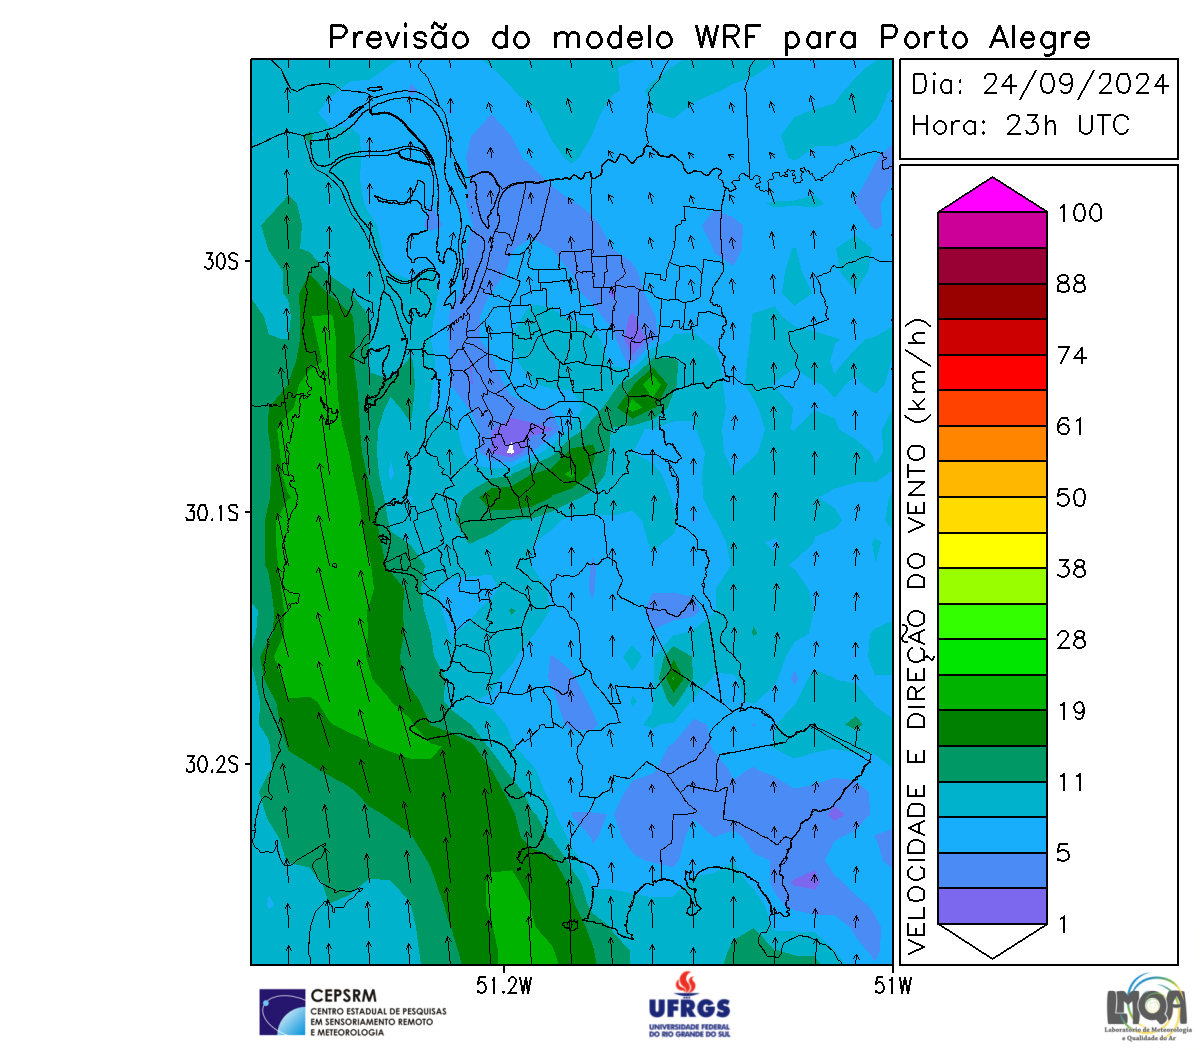 Previsão do modelo WRF para Porto Alegre
Dia: 24/09/2024
Hora: 23h UTC
30S
30.1S
30.2S
51.2W
51W
VELOCIDADE E DIREÇÃO DO VENTO (km/h)
100
88
74
61
50
38
28
19
11
5
1
CEPSRM
CENTRO ESTADUAL DE PESQUISAS
EM SENSORIAMENTO REMOTO
E METEOROLOGIA
UFRGS
UNIVERSIDADE FEDERAL
DO RIO GRANDE DO SUL
LMQA
Laboratório de Meteorologia
e Qualidade do Ar